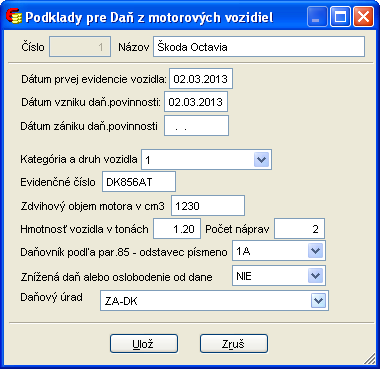 Podklady pre Daň z motorových vozidiel
Číslo 1 Názov Škoda Octavia
Dátum prvej evidencie vozidla: 02.03.2013
Dátum vzniku daň.povinnosti: 02.03.2013
Dátum zániku daň.povinnosti . .
Kategória a druh vozidla 1
Evidenčné číslo DK856AT
Zdvihový objem motora v cm3 1230
Hmotnosť vozidla v tonách 1.20 Počet náprav 2
Daňovník podľa par.85 - odstavec písmeno 1A
Znížená daň alebo oslobodenie od dane NIE
Daňový úrad ZA-DK
Ulož Zruš